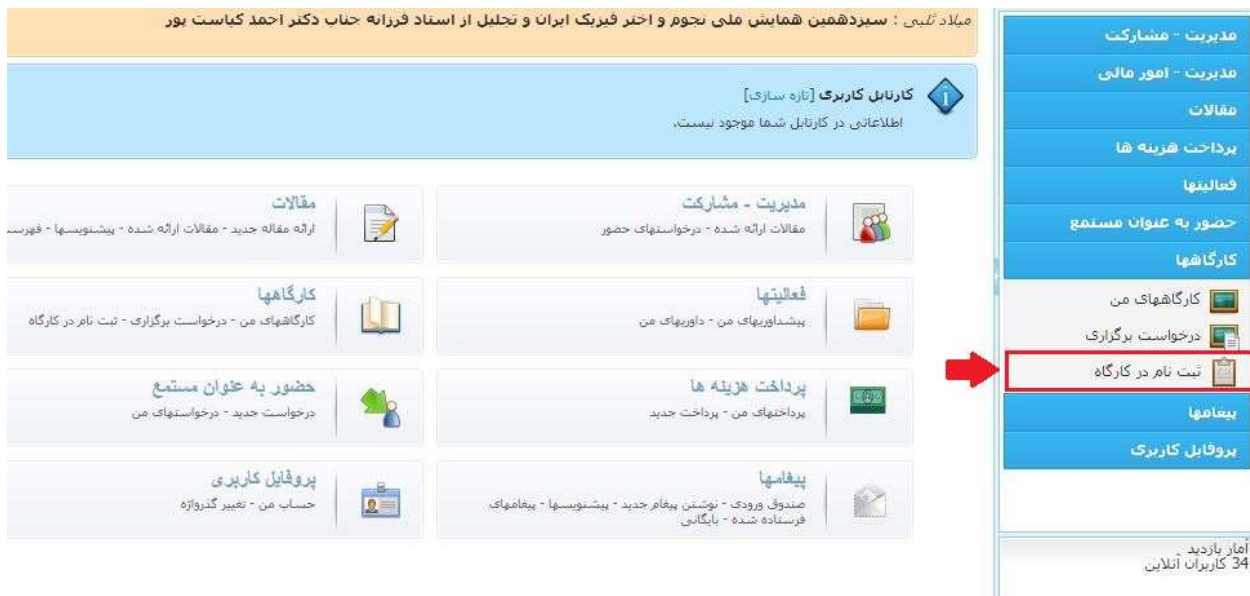 میلاد ثلبی : سیزدهمین همایش ملی نجوم و اختر فیزیک ایران و تجلیل از استاد فرزانه جناب دکتر احمد کیاست پور
کارتابل کاربری [تازه سازی]
اطلاعاتی در کارتابل شما موجود نیست.
مدیریت - مشارکت
مقالات ارائه شده - درخواستهای حضور
مقالات
ارائه مقاله جدید - مقالات ارائه شده - پیشنویسها - فهرست
فعالیتها
پیشداوریهای من - داوریهای من
کارگاهها
کارگاههای من - درخواست برگزاری - ثبت نام در کارگاه
پرداخت هزینه ها
پرداختهای من - پرداخت جدید
حضور به عنوان مستمع
درخواست جدید - درخواستهای من
پیغامها
صندوق ورودی - نوشتن پیغام جدید - پیشنویسها - پیغامهای
فرستاده شده - بایگانی
پروفایل کاربری
حساب من - تغییر گذرواژه
مدیریت - مشارکت
مدیریت - امور مالی
مقالات
پرداخت هزینه ها
فعالیتها
حضور به عنوان مستمع
کارگاهها
کارگاههای من
درخواست برگزاری
ثبت نام در کارگاه
پیغامها
پروفایل کاربری
آمار بازدید
34 کاربران آنلاین